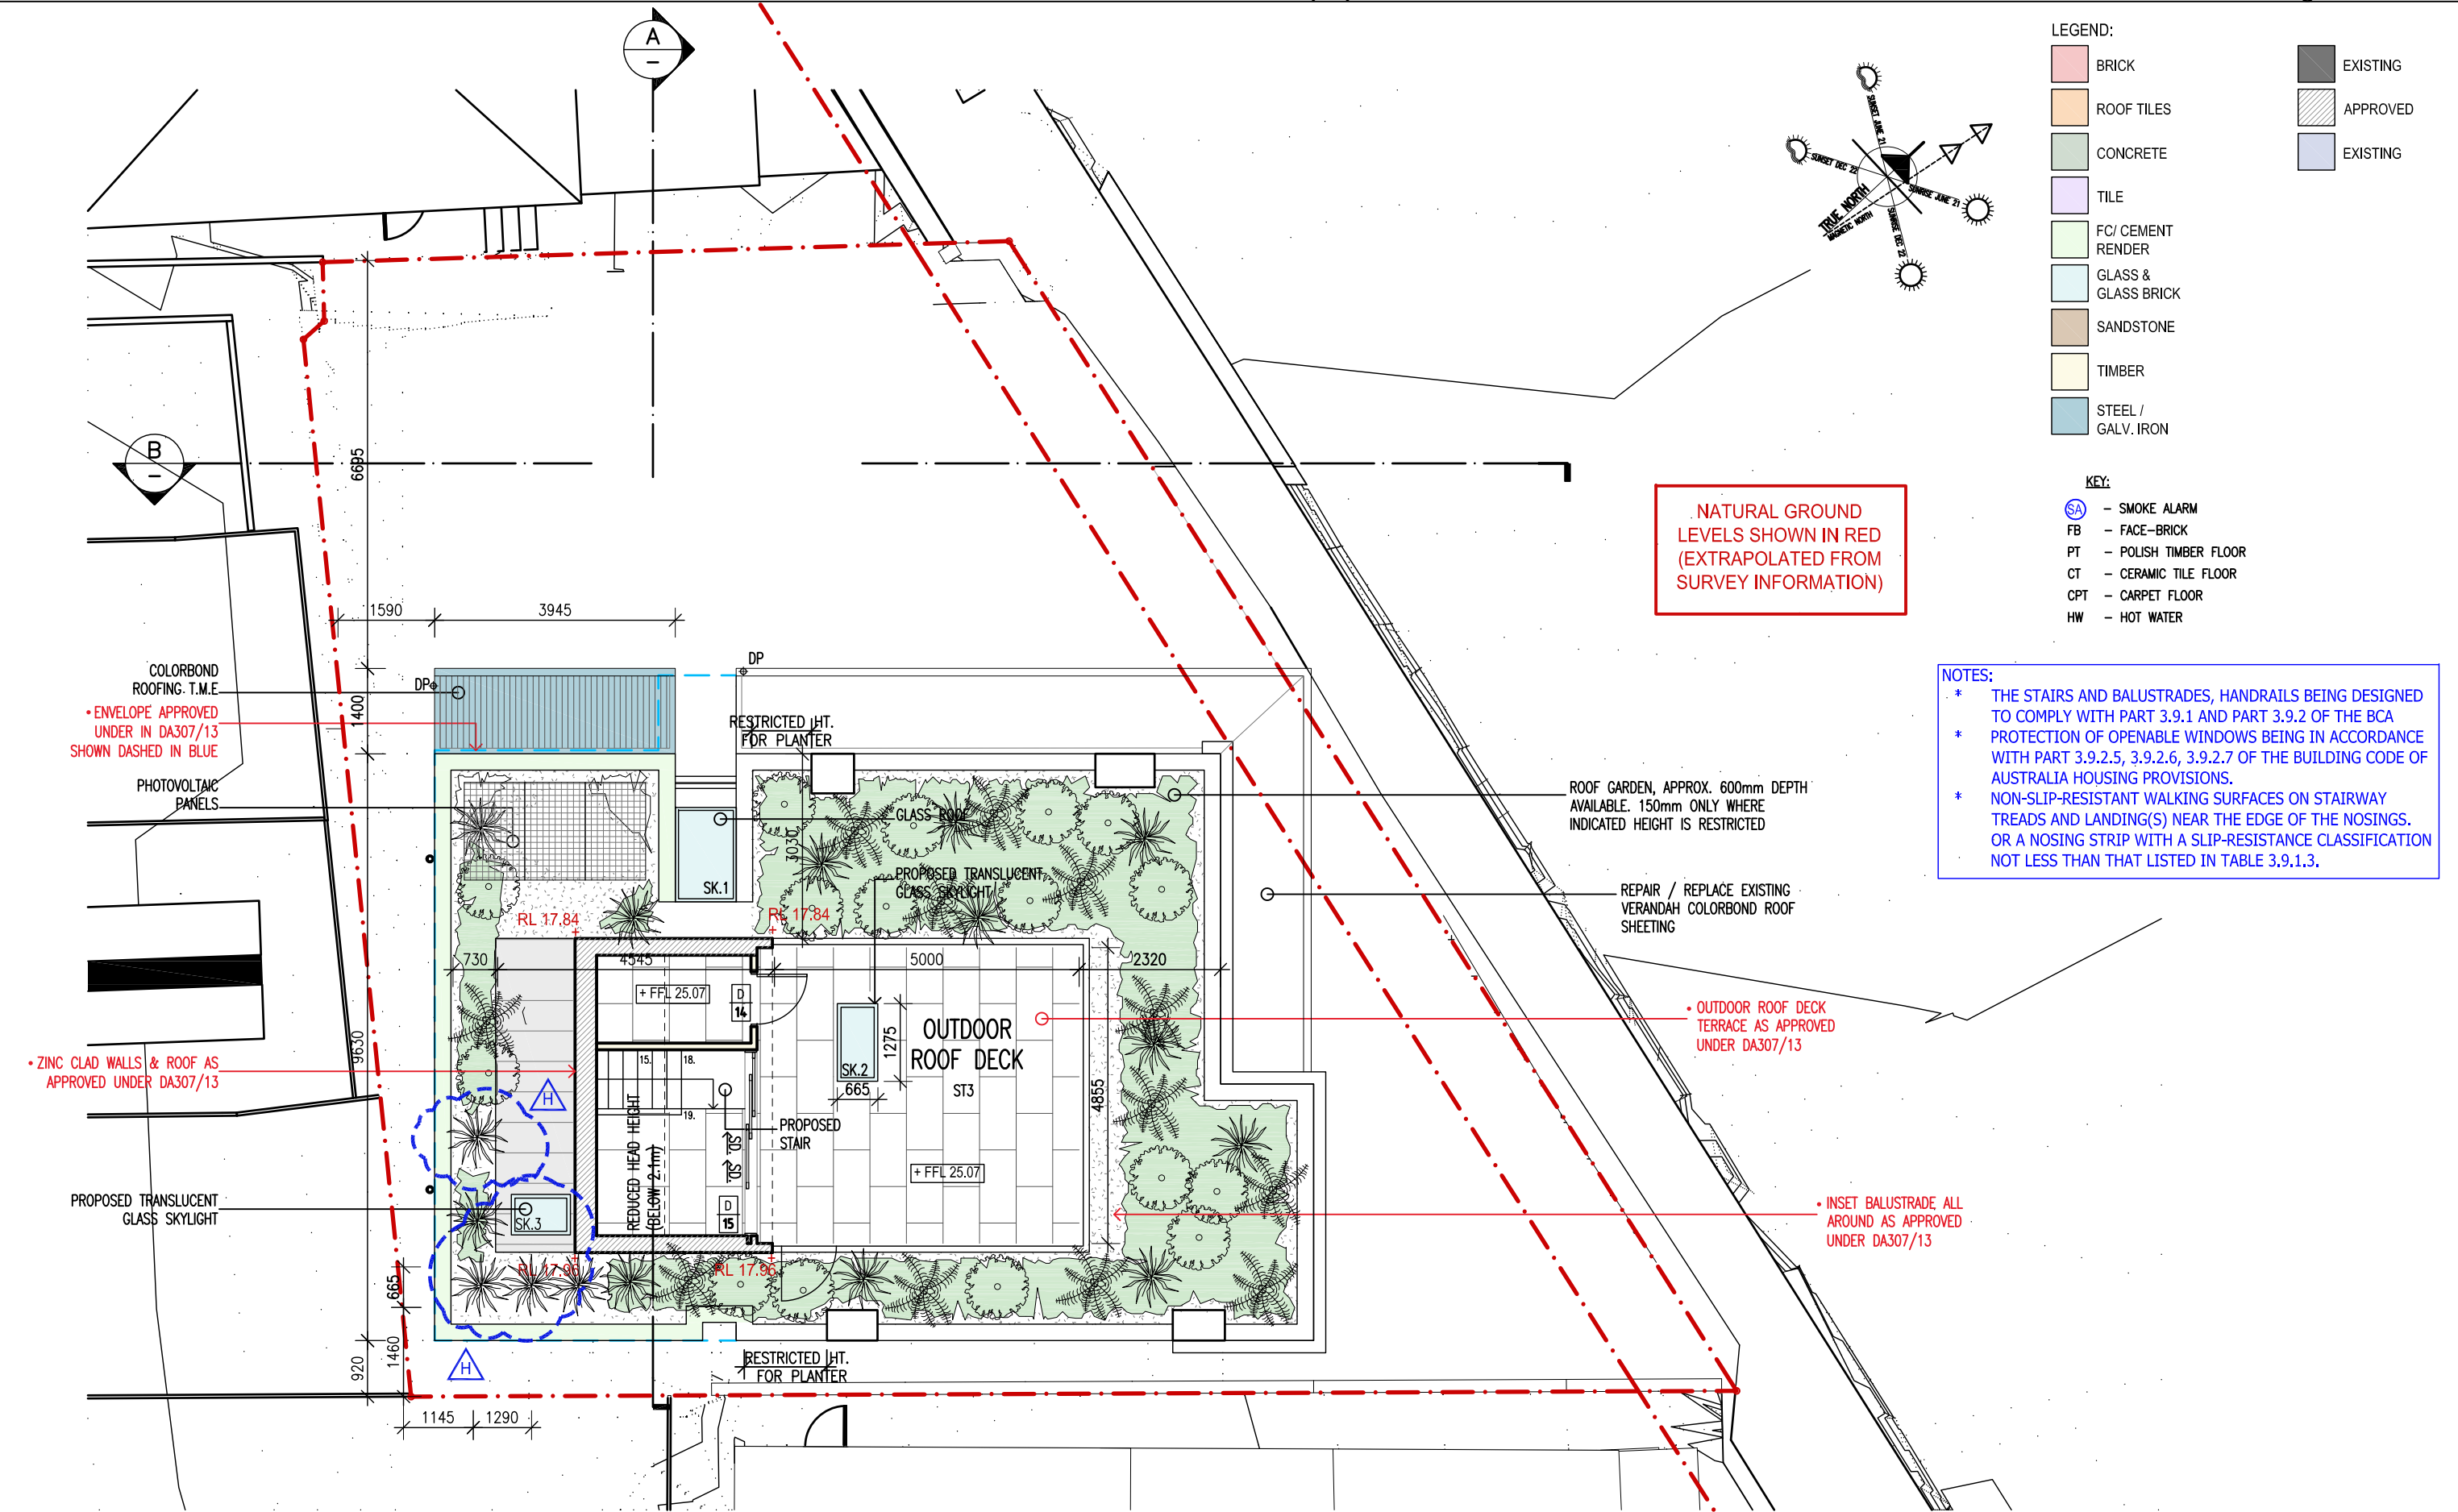 A
–
LEGEND:
BRICK
EXISTING
ROOF TILES
APPROVED
CONCRETE
EXISTING
TILE
FC/ CEMENT
RENDER
GLASS &
GLASS BRICK
SANDSTONE
TIMBER
STEEL /
GALV. IRON
SUNSET JUNE 21
SUNSET DEC 22
SUNRISE JUNE 21
SUNRISE DEC 22
TRUE NORTH
MAGNETIC NORTH
B
–
6695
KEY:
SA – SMOKE ALARM
FB – FACE–BRICK
PT – POLISH TIMBER FLOOR
CT – CERAMIC TILE FLOOR
CPT – CARPET FLOOR
HW – HOT WATER
NATURAL GROUND
LEVELS SHOWN IN RED
(EXTRAPOLATED FROM
SURVEY INFORMATION)
1590
3945
COLORBOND
ROOFING T.M.E
• ENVELOPE APPROVED
UNDER IN DA307/13
SHOWN DASHED IN BLUE
PHOTOVOLTAIC
PANELS
1400
DP
DP
RESTRICTED HT.
FOR PLANTER
NOTES:
* THE STAIRS AND BALUSTRADES, HANDRAILS BEING DESIGNED
TO COMPLY WITH PART 3.9.1 AND PART 3.9.2 OF THE BCA
* PROTECTION OF OPENABLE WINDOWS BEING IN ACCORDANCE
WITH PART 3.9.2.5, 3.9.2.6, 3.9.2.7 OF THE BUILDING CODE OF
AUSTRALIA HOUSING PROVISIONS.
* NON-SLIP-RESISTANT WALKING SURFACES ON STAIRWAY
TREADS AND LANDING(S) NEAR THE EDGE OF THE NOSINGS.
OR A NOSING STRIP WITH A SLIP-RESISTANCE CLASSIFICATION
NOT LESS THAN THAT LISTED IN TABLE 3.9.1.3.
ROOF GARDEN, APPROX. 600mm DEPTH
AVAILABLE. 150mm ONLY WHERE
INDICATED HEIGHT IS RESTRICTED
GLASS ROOF
3030
SK.1
PROPOSED TRANSLUCENT
GLASS SKYLIGHT
REPAIR / REPLACE EXISTING
VERANDAH COLORBOND ROOF
SHEETING
RL 17.84
RL 17.84
730
4545
5000
2320
+ FFL 25.07
D
14
OUTDOOR
ROOF DECK
ST3
1275
SK.2
665
• OUTDOOR ROOF DECK
TERRACE AS APPROVED
UNDER DA307/13
9630
• ZINC CLAD WALLS & ROOF AS
APPROVED UNDER DA307/13
15.
18.
19.
H
4855
PROPOSED
STAIR
REDUCED HEAD HEIGHT
(BELOW 2.1m)
SD
SD
+ FFL 25.07
PROPOSED TRANSLUCENT
GLASS SKYLIGHT
SK.3
D
15
• INSET BALUSTRADE ALL
AROUND AS APPROVED
UNDER DA307/13
RL 17.96
RL 17.96
665
1460
920
H
RESTRICTED HT.
FOR PLANTER
1145
1290